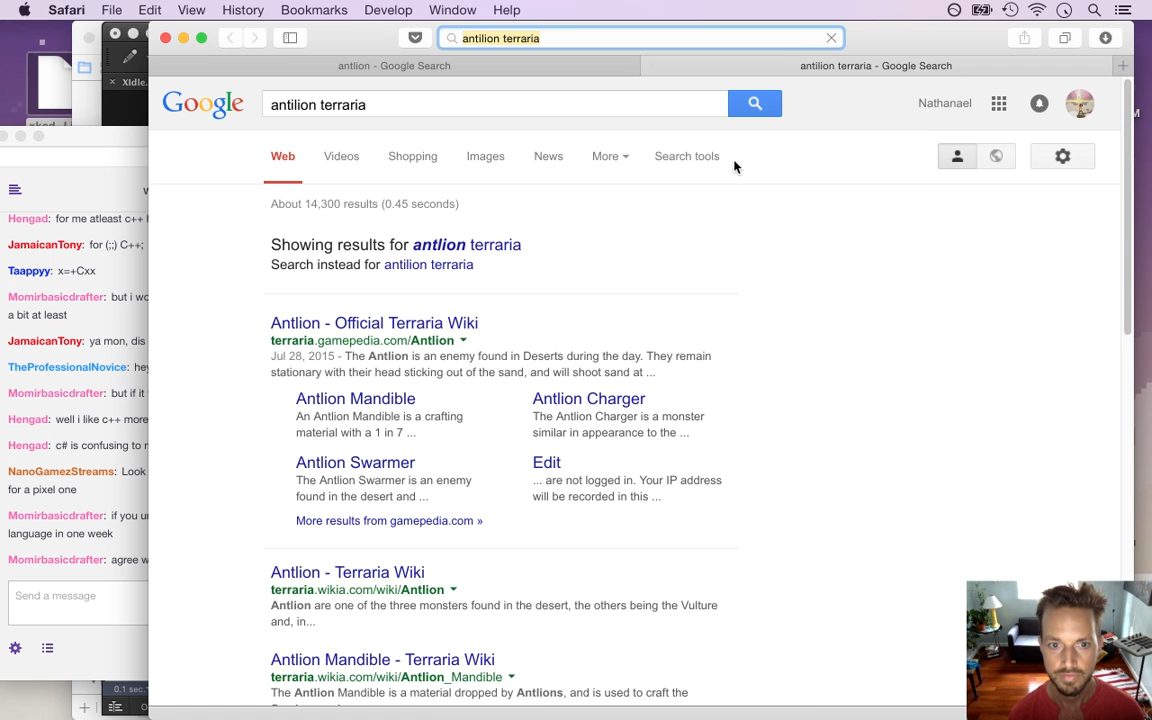 Safari File Edit View History Bookmarks Develop Window Help
antilion terraria
antlion - Google Search
antilion terraria - Google Search
XIdle.
Google
antilion terraria
Nathanael
Web Videos Shopping Images News More Search tools
About 14,300 results (0.45 seconds)
Showing results for antlion terraria
Search instead for antilion terraria
Antlion - Official Terraria Wiki
terraria.gamepedia.com/Antlion
Jul 28, 2015 - The Antlion is an enemy found in Deserts during the day. They remain
stationary with their head sticking out of the sand, and will shoot sand at ...
Antlion Mandible
An Antlion Mandible is a crafting
material with a 1 in 7 ...
Antlion Charger
The Antlion Charger is a monster
similar in appearance to the ...
Antlion Swarmer
The Antlion Swarmer is an enemy
found in the desert and ...
Edit
... are not logged in. Your IP address
will be recorded in this ...
More results from gamepedia.com »
Antlion - Terraria Wiki
terraria.wikia.com/wiki/Antlion
Antlion are one of the three monsters found in the desert, the others being the Vulture
and, in...
Antlion Mandible - Terraria Wiki
terraria.wikia.com/wiki/Antlion_Mandible
The Antlion Mandible is a material dropped by Antlions, and is used to craft the
Hengad: for me atleast c++
JamaicanTony: for (;;) C++;
Taappyy: x=+Cxx
Momirbasicdrafter: but i
a bit at least
JamaicanTony: ya mon, dis
TheProfessionalNovice: hey
Momirbasicdrafter: but if it
Hengad: well i like c++ more
Hengad: c# is confusing to
NanoGamezStreams: Look
for a pixel one
Momirbasicdrafter: if you
language in one week
Momirbasicdrafter: agree
Send a message
0.1 sec.